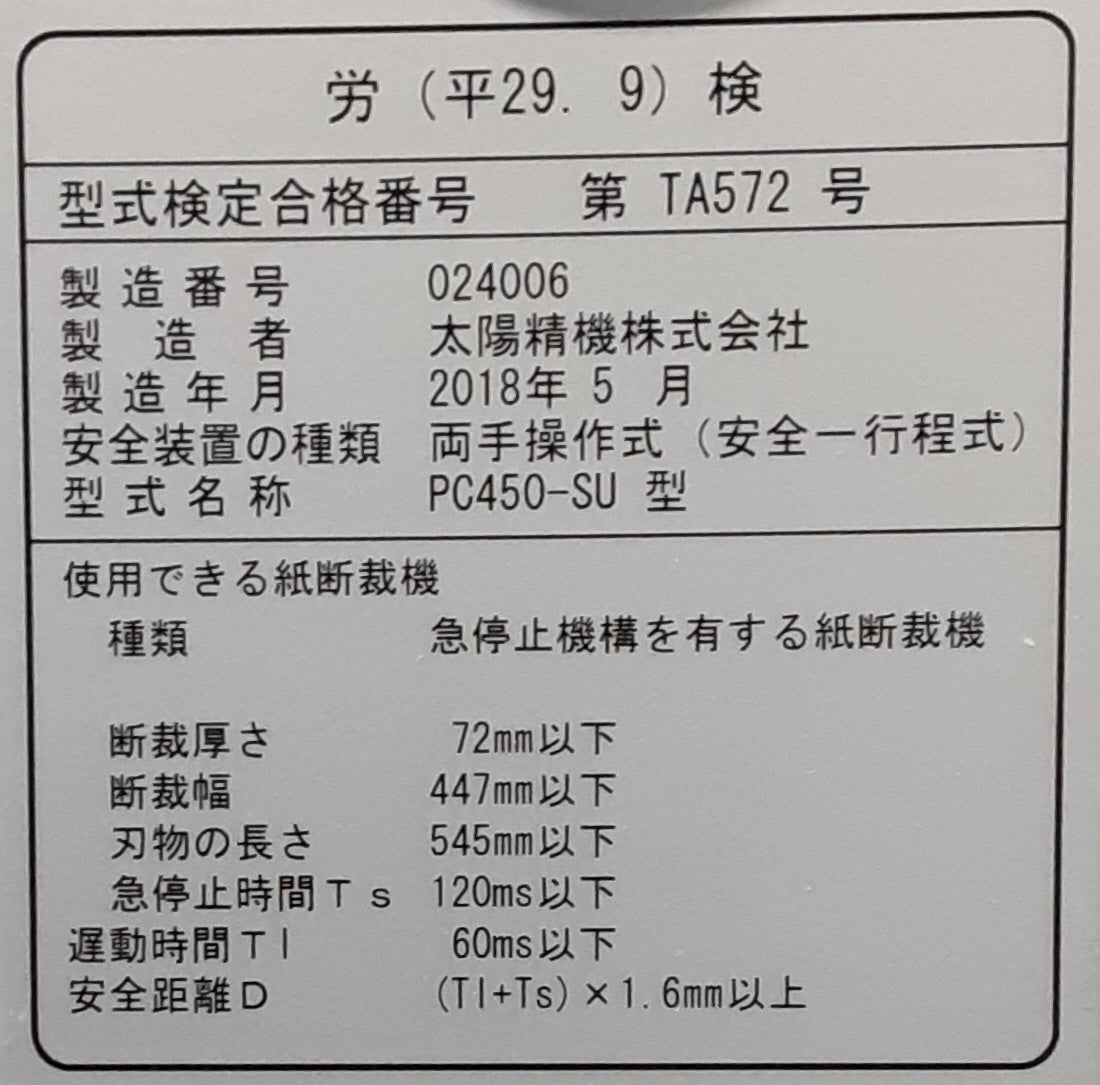 労（平29. 9）検
型式検定合格番号 第 TA572 号
製造番号 024006
製造者 太陽精機株式会社
製造年月 2018年 5 月
安全装置の種類 両手操作式（安全一行程式）
型式名称 PC450-SU 型
使用できる紙断裁機
種類 急停止機構を有する紙断裁機
断裁厚さ 72mm以下
断裁幅 447mm以下
刃物の長さ 545mm以下
急停止時間Ｔｓ 120ms以下
遅動時間Ｔｌ 60ms以下
安全距離Ｄ (Tl+Ts)×1.6mm以上